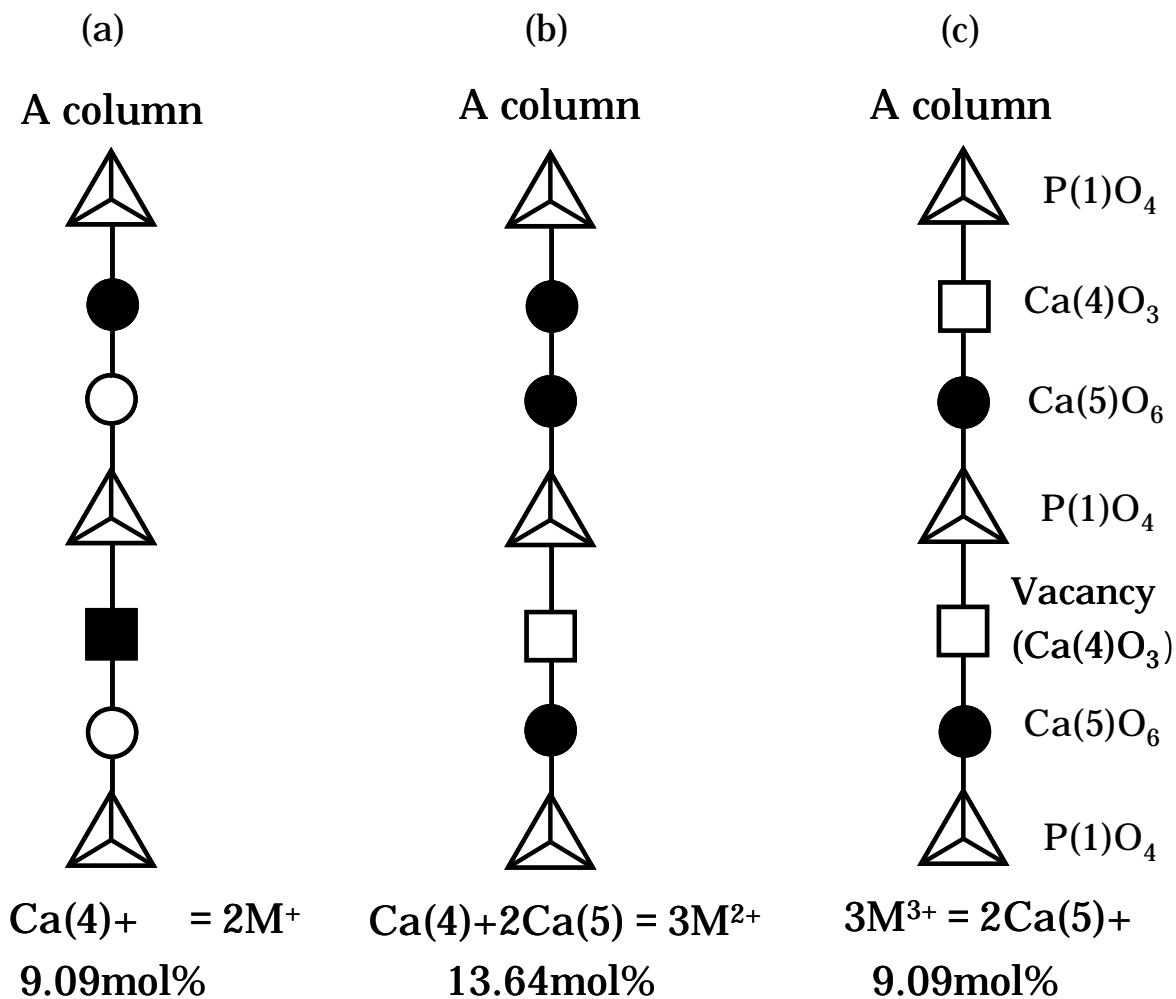 (a)
(b)
(c)
A column
A column
A column
P(1)O₄
Ca(4)O₃
Ca(5)O₆
P(1)O₄
Vacancy
(Ca(4)O₃)
Ca(5)O₆
P(1)O₄
Ca(4)+ = 2M⁺
9.09mol%
Ca(4)+2Ca(5) = 3M²⁺
13.64mol%
3M³⁺ = 2Ca(5)+
9.09mol%